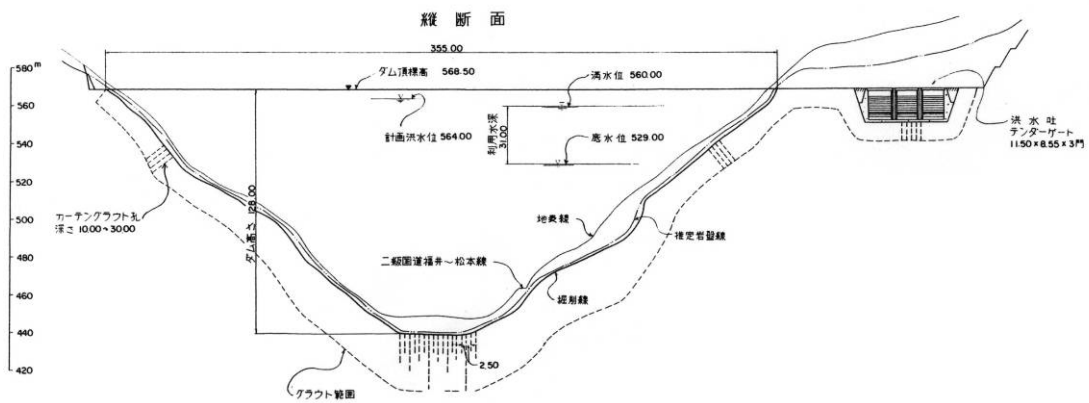 縦断面
355.00
580m
560
540
520
500
480
460
440
420
ダム頂標高 568.50
計画洪水位 564.00
満水位 560.00
利用水深
31.00
底水位 529.00
洪水吐
テンダーゲート
11.50×8.55×3門
カーテングラウト孔
深さ 10.00~30.00
ダム高さ 128.00
地表線
推定岩盤線
二級国道福井~松本線
掘削線
2.50
グラウト範囲